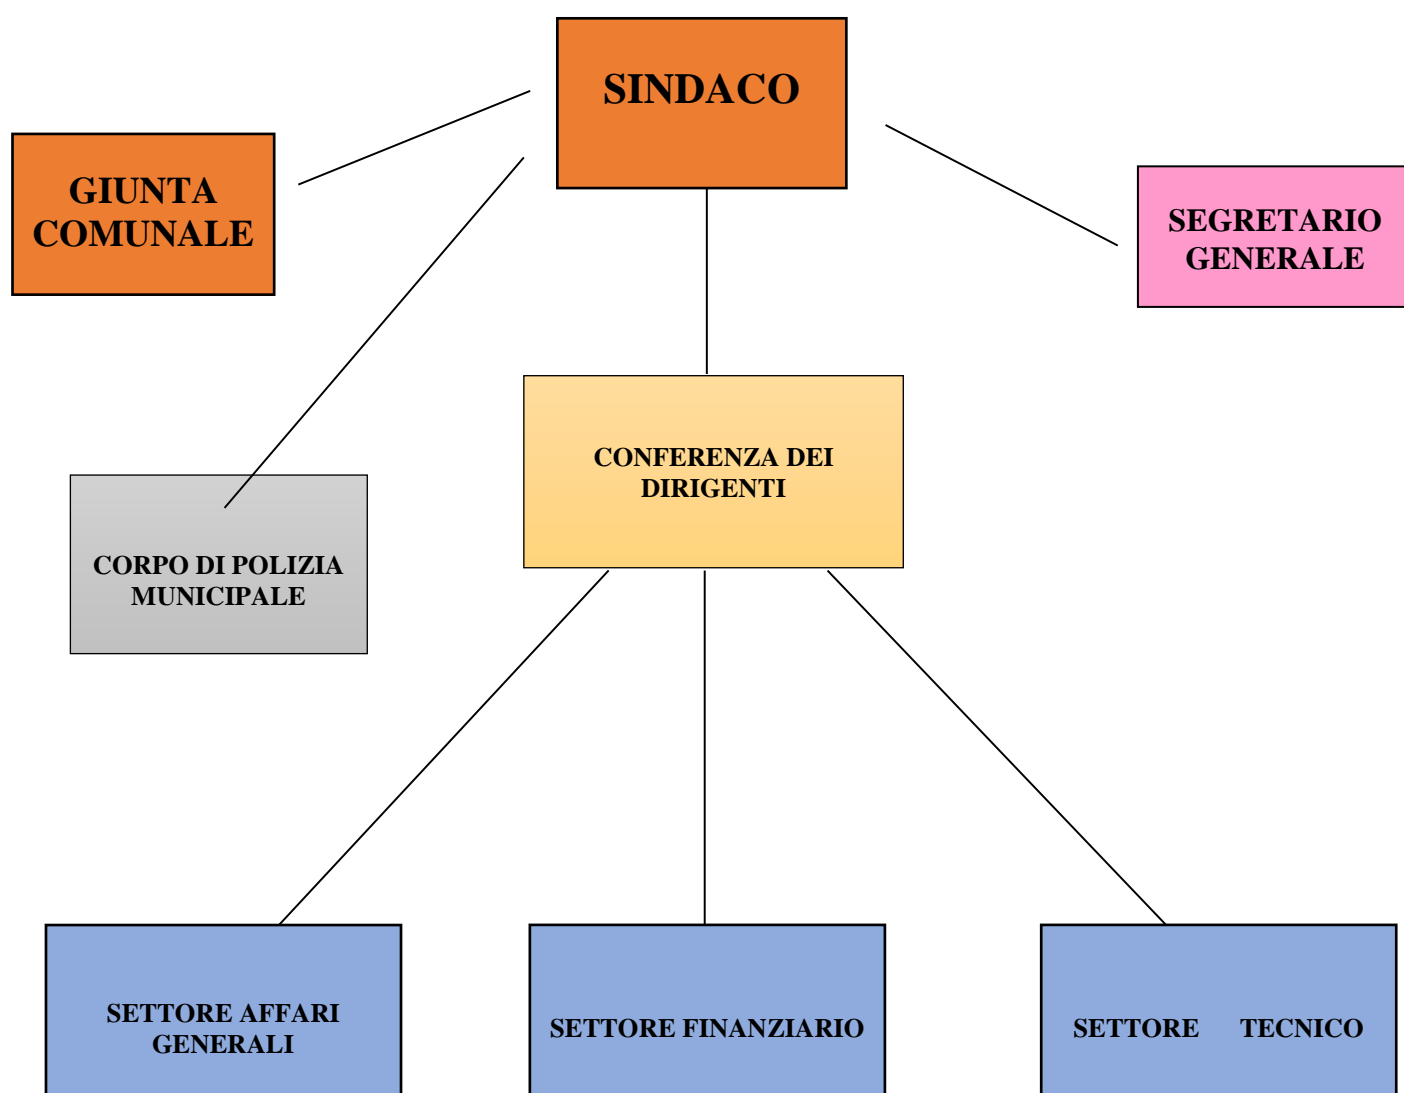 SINDACO
GIUNTA
COMUNALE
SEGRETARIO
GENERALE
CONFERENZA DEI
DIRIGENTI
CORPO DI POLIZIA
MUNICIPALE
SETTORE AFFARI
GENERALI
SETTORE FINANZIARIO
SETTORE TECNICO